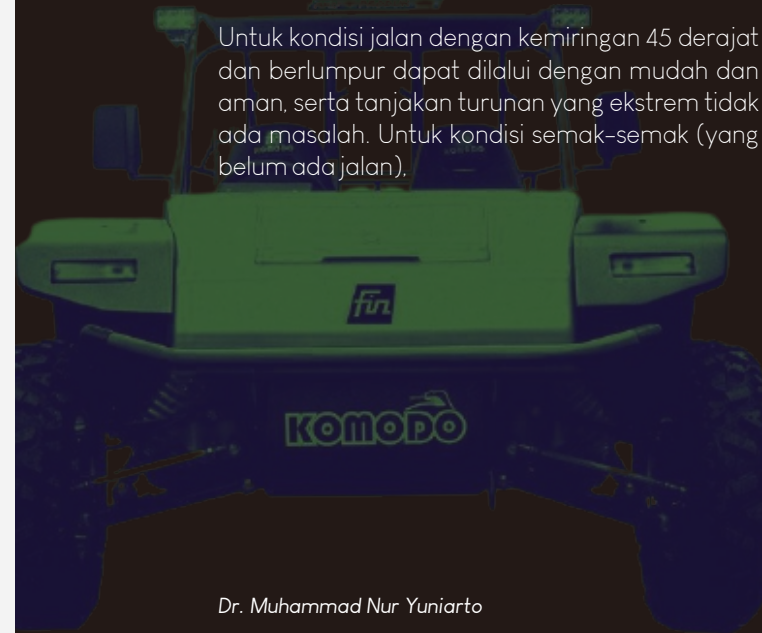 Untuk kondisi jalan dengan kemiringan 45 derajat
dan berlumpur dapat dilalui dengan mudah dan
aman, serta tanjakan turunan yang ekstrem tidak
ada masalah. Untuk kondisi semak-semak (yang
belum ada jalan),
fin
KOMODO
Dr. Muhammad Nur Yuniarto